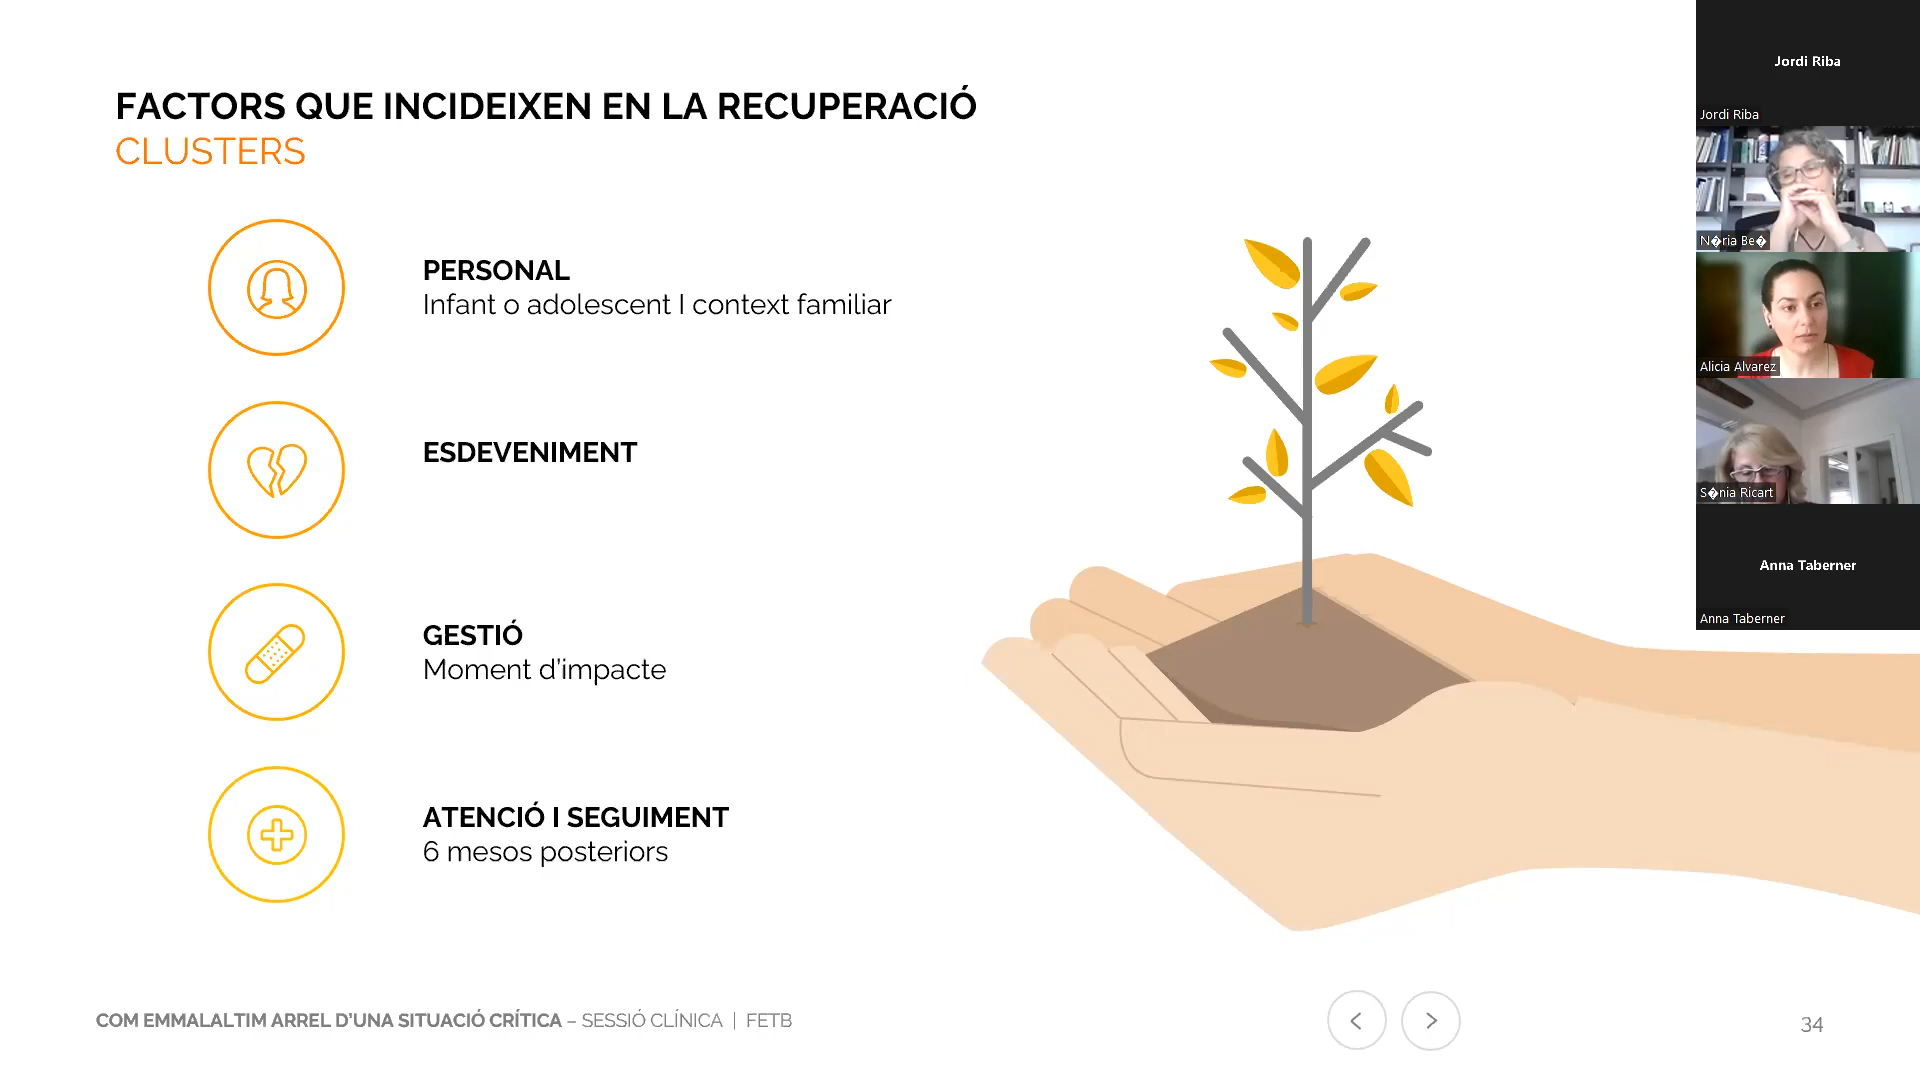 FACTORS QUE INCIDEIXEN EN LA RECUPERACIÓ
CLUSTERS
PERSONAL
Infant o adolescent I context familiar
ESDEVENIMENT
GESTIÓ
Moment d'impacte
ATENCIÓ I SEGUIMENT
6 mesos posteriors
COM EMMALALTIM ARREL D'UNA SITUACIÓ CRÍTICA – SESSIÓ CLÍNICA | FETB
34
Jordi Riba
Jordi Riba
N�ria Be�
Alicia Alvarez
S�nia Ricart
Anna Taberner
Anna Taberner